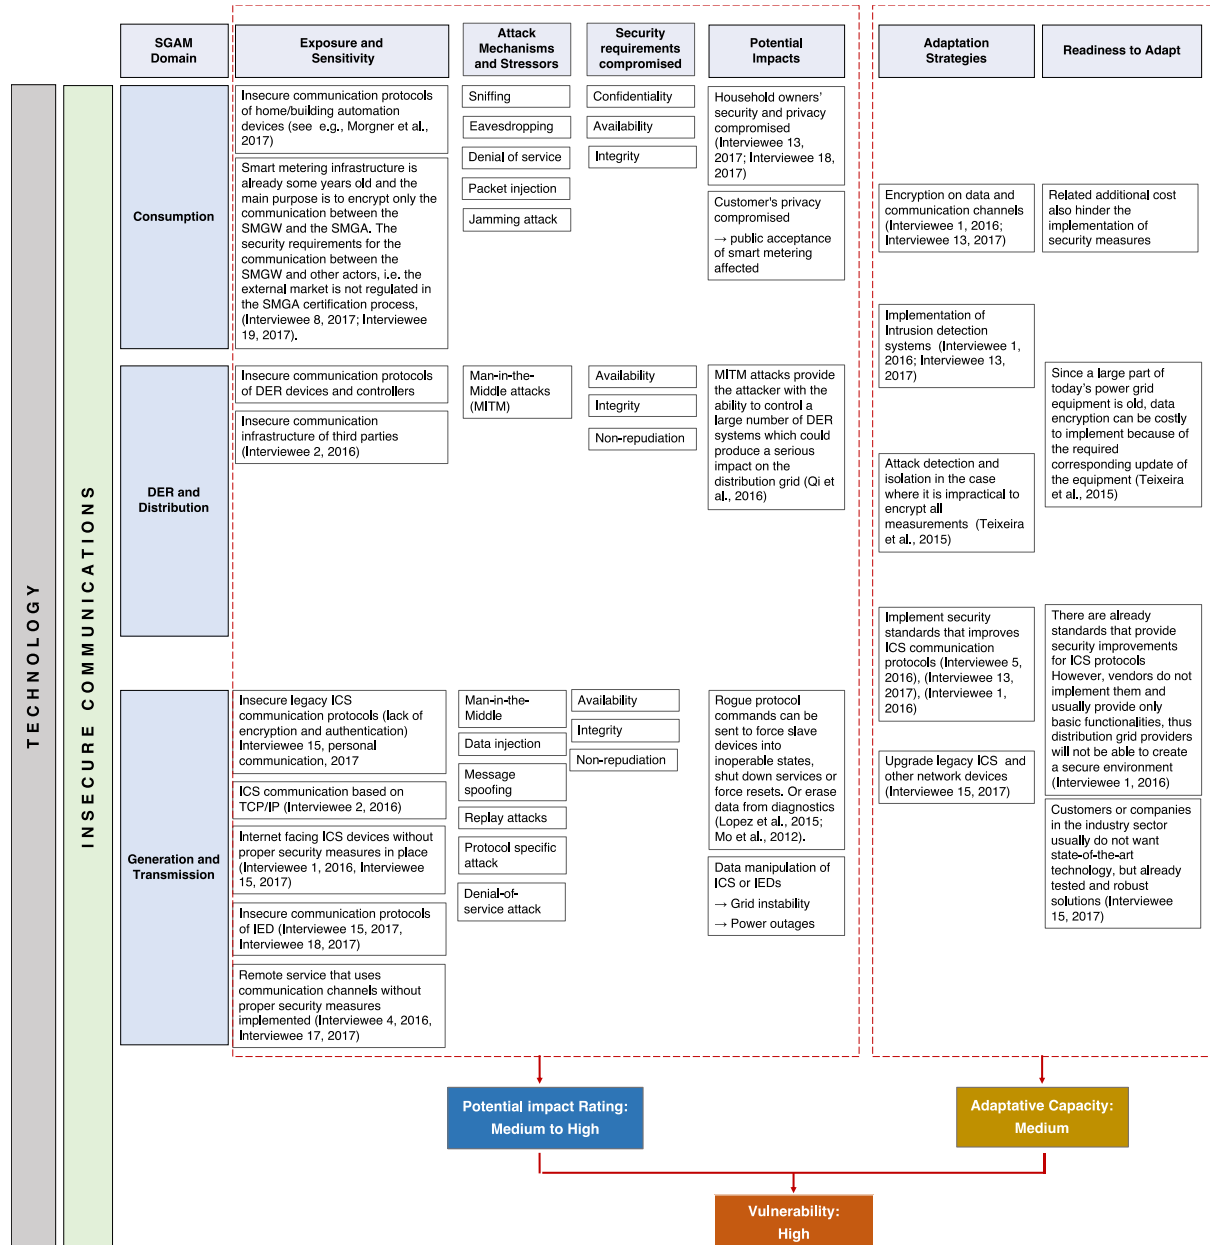 SGAM
Domain
Exposure and
Sensitivity
Attack
Mechanisms
and Stressors
Security
requirements
compromised
Potential
Impacts
Adaptation
Strategies
Readiness to Adapt
TECHNOLOGY
INSECURE COMMUNICATIONS
Consumption
Insecure communication protocols
of home/building automation
devices (see e.g., Morgner et al.,
2017)
Smart metering infrastructure is
already some years old and the
main purpose is to encrypt only the
communication between the
SMGW and the SMGA. The
security requirements for the
communication between the
SMGW and other actors, i.e. the
external market is not regulated in
the SMGA certification process,
(Interviewee 8, 2017; Interviewee
19, 2017).
Sniffing
Eavesdropping
Denial of service
Packet injection
Jamming attack
Confidentiality
Availability
Integrity
Household owners'
security and privacy
compromised
(Interviewee 13,
2017; Interviewee 18,
2017)
Customer's privacy
compromised
→ public acceptance
of smart metering
affected
Encryption on data and
communication channels
(Interviewee 1, 2016;
Interviewee 13, 2017)
Related additional cost
also hinder the
implementation of
security measures
Implementation of
Intrusion detection
systems (Interviewee 1,
2016; Interviewee 13,
2017)
DER and
Distribution
Insecure communication protocols
of DER devices and controllers
Insecure communication
infrastructure of third parties
(Interviewee 2, 2016)
Man-in-the-
Middle attacks
(MITM)
Availability
Integrity
Non-repudiation
MITM attacks provide
the attacker with the
ability to control a
large number of DER
systems which could
produce a serious
impact on the
distribution grid (Qi et
al., 2016)
Attack detection and
isolation in the case
where it is impractical to
encrypt all
measurements (Teixeira
et al., 2015)
Since a large part of
today's power grid
equipment is old, data
encryption can be costly
to implement because of
the required
corresponding update of
the equipment (Teixeira
et al., 2015)
Implement security
standards that improves
ICS communication
protocols (Interviewee 5,
2016), (Interviewee 13,
2017), (Interviewee 1,
2016)
There are already
standards that provide
security improvements
for ICS protocols
However, vendors do not
implement them and
usually provide only
basic functionalities, thus
distribution grid providers
will not be able to create
a secure environment
(Interviewee 1, 2016)
Generation and
Transmission
Insecure legacy ICS
communication protocols (lack of
encryption and authentication)
Interviewee 15, personal
communication, 2017
ICS communication based on
TCP/IP (Interviewee 2, 2016)
Internet facing ICS devices without
proper security measures in place
(Interviewee 1, 2016, Interviewee
15, 2017)
Insecure communication protocols
of IED (Interviewee 15, 2017,
Interviewee 18, 2017)
Remote service that uses
communication channels without
proper security measures
implemented (Interviewee 4, 2016,
Interviewee 17, 2017)
Man-in-the-
Middle
Data injection
Message
spoofing
Replay attacks
Protocol specific
attack
Denial-of-
service attack
Availability
Integrity
Non-repudiation
Rogue protocol
commands can be
sent to force slave
devices into
inoperable states,
shut down services or
force resets. Or erase
data from diagnostics
(Lopez et al., 2015;
Mo et al., 2012).
Data manipulation of
ICS or IEDs
→ Grid instability
→ Power outages
Upgrade legacy ICS and
other network devices
(Interviewee 15, 2017)
Customers or companies
in the industry sector
usually do not want
state-of-the-art
technology, but already
tested and robust
solutions (Interviewee
15, 2017)
Potential impact Rating:
Medium to High
Adaptative Capacity:
Medium
Vulnerability:
High